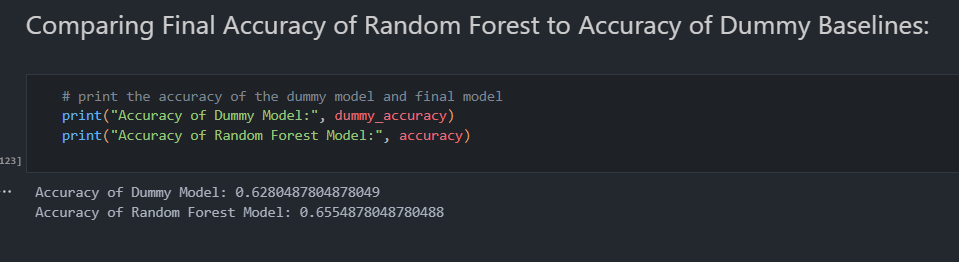 Comparing Final Accuracy of Random Forest to Accuracy of Dummy Baselines:
# print the accuracy of the dummy model and final model
print("Accuracy of Dummy Model:", dummy_accuracy)
print("Accuracy of Random Forest Model:", accuracy)
123]
...
Accuracy of Dummy Model: 0.6280487804878049
Accuracy of Random Forest Model: 0.6554878048780488